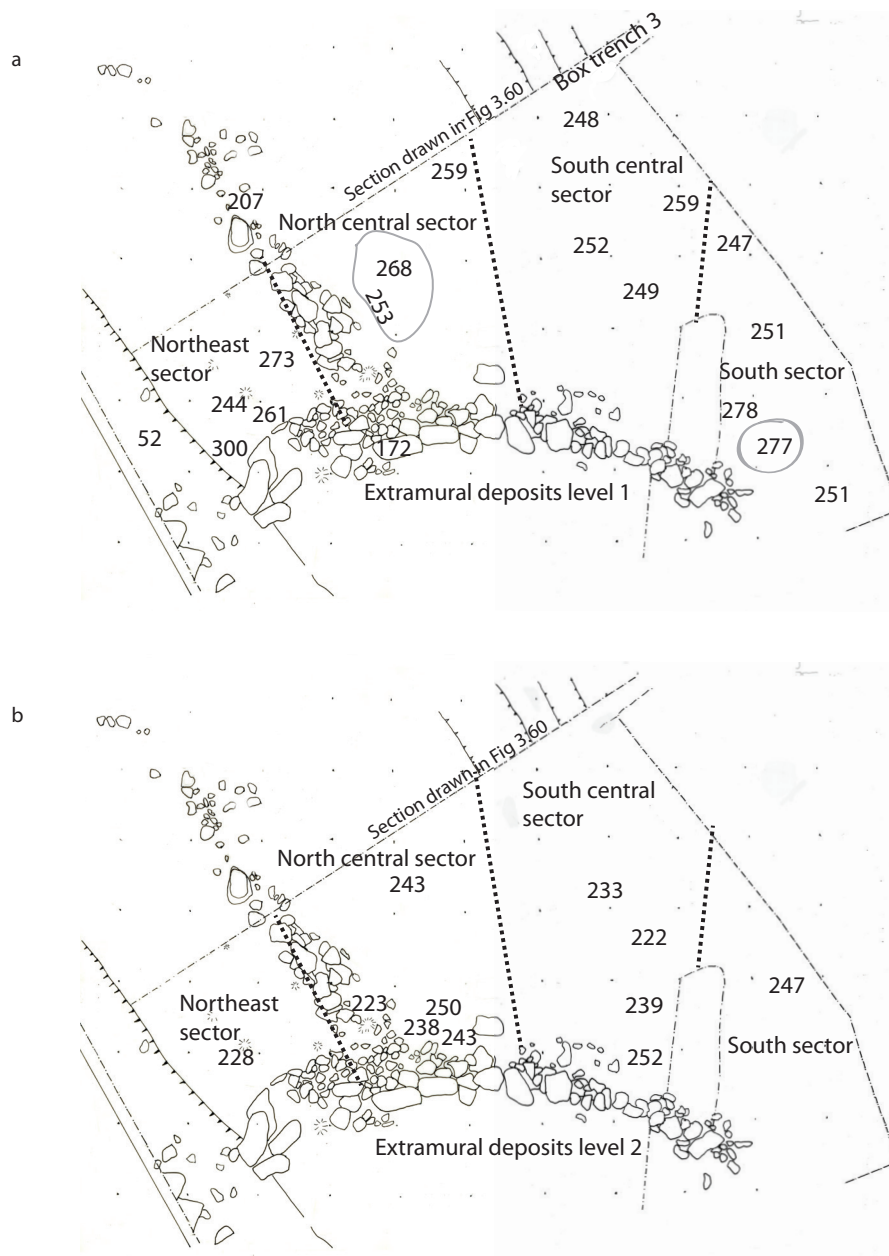 a
Box trench 3
Section drawn in Fig 3.60
248
259
South central
sector
207
North central sector
259
247
268
252
253
249
251
Northeast
sector
273
South sector
244
261
278
52
300
172
277
Extramural deposits level 1
251
b
Section drawn in Fig 3.60
South central
sector
North central sector
243
233
222
247
Northeast
sector
223
250
239
238
243
228
252
South sector
Extramural deposits level 2